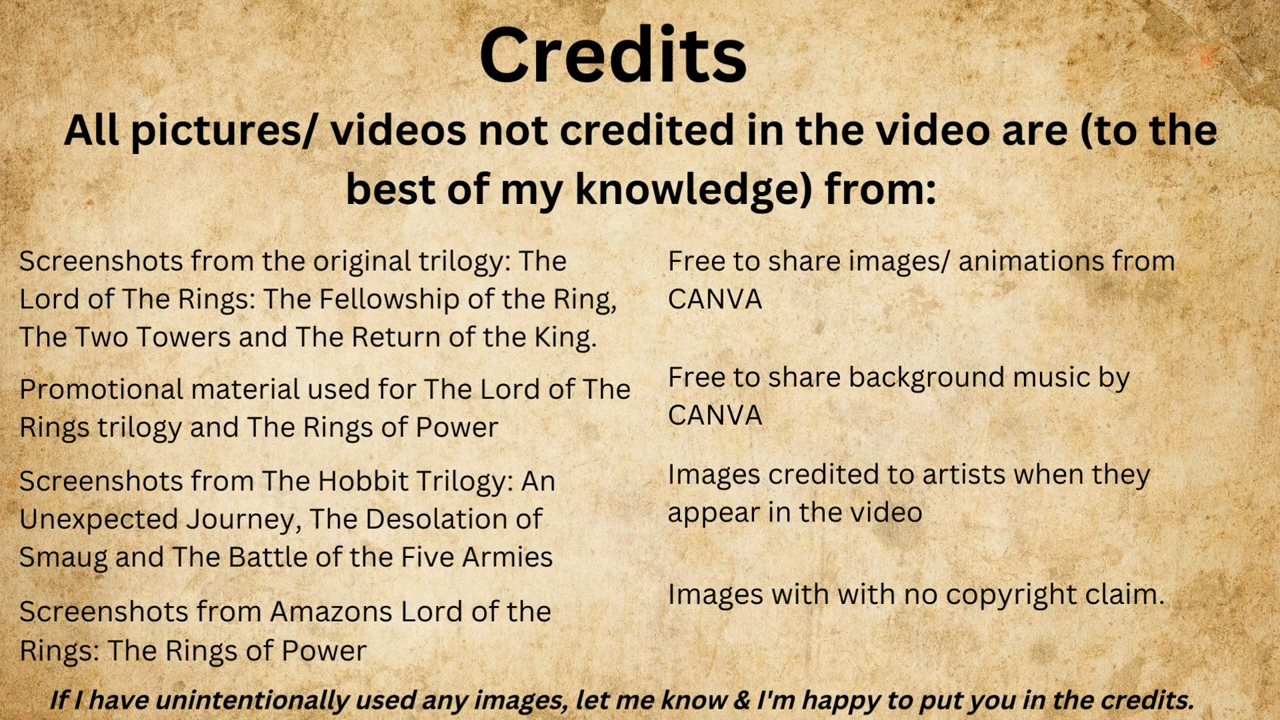 Credits
All pictures/ videos not credited in the video are (to the
best of my knowledge) from:
Screenshots from the original trilogy: The
Lord of The Rings: The Fellowship of the Ring,
The Two Towers and The Return of the King.
Promotional material used for The Lord of The
Rings trilogy and The Rings of Power
Screenshots from The Hobbit Trilogy: An
Unexpected Journey, The Desolation of
Smaug and The Battle of the Five Armies
Screenshots from Amazons Lord of the
Rings: The Rings of Power
Free to share images/ animations from
CANVA
Free to share background music by
CANVA
Images credited to artists when they
appear in the video
Images with with no copyright claim.
If I have unintentionally used any images, let me know & I'm happy to put you in the credits.